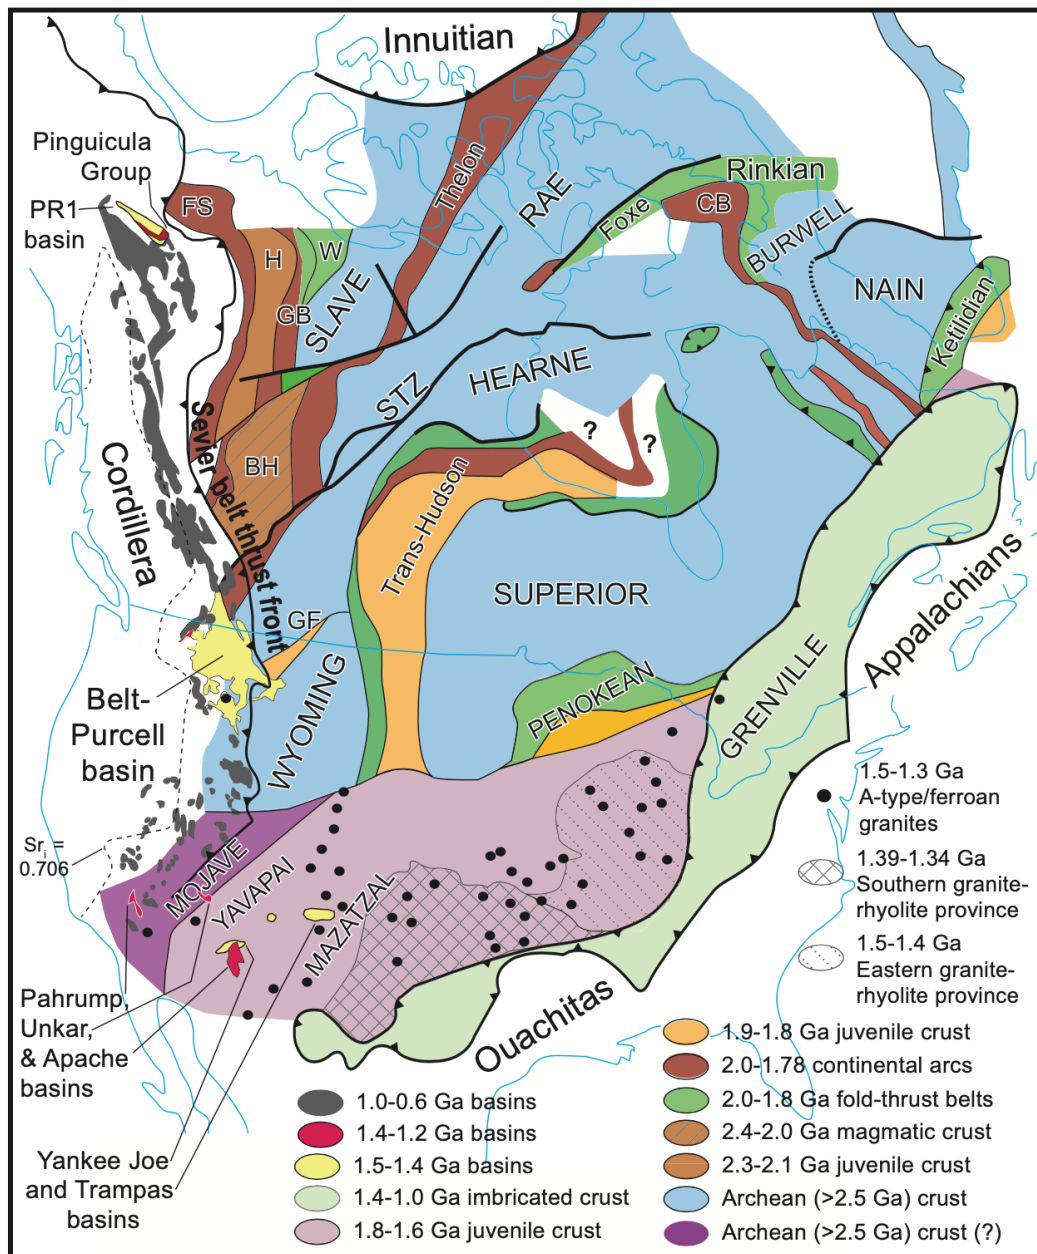 Innuitian
Pinguicula
Group
PR1
basin
FS
H
W
GB
SLAVE
Thelon
RAE
Foxe
Rinkian
CB
BURWELL
NAIN
Ketilidian
STZ
HEARNE
BH
?
?
Sevier belt thrust front
Cordillera
Trans-Hudson
SUPERIOR
GF
WYOMING
Belt-
Purcell
basin
PENOKEAN
GRENVILLE
Appalachians
Sri =
0.706
MOJAVE
YAVAPAI
MAZATZAL
Ouachitas
Pahrump,
Unkar,
& Apache
basins
Yankee Joe
and Trampas
basins
1.5-1.3 Ga
A-type/ferroan
granites
1.39-1.34 Ga
Southern granite-
rhyolite province
1.5-1.4 Ga
Eastern granite-
rhyolite province
1.0-0.6 Ga basins
1.4-1.2 Ga basins
1.5-1.4 Ga basins
1.4-1.0 Ga imbricated crust
1.8-1.6 Ga juvenile crust
1.9-1.8 Ga juvenile crust
2.0-1.78 continental arcs
2.0-1.8 Ga fold-thrust belts
2.4-2.0 Ga magmatic crust
2.3-2.1 Ga juvenile crust
Archean (>2.5 Ga) crust
Archean (>2.5 Ga) crust (?)